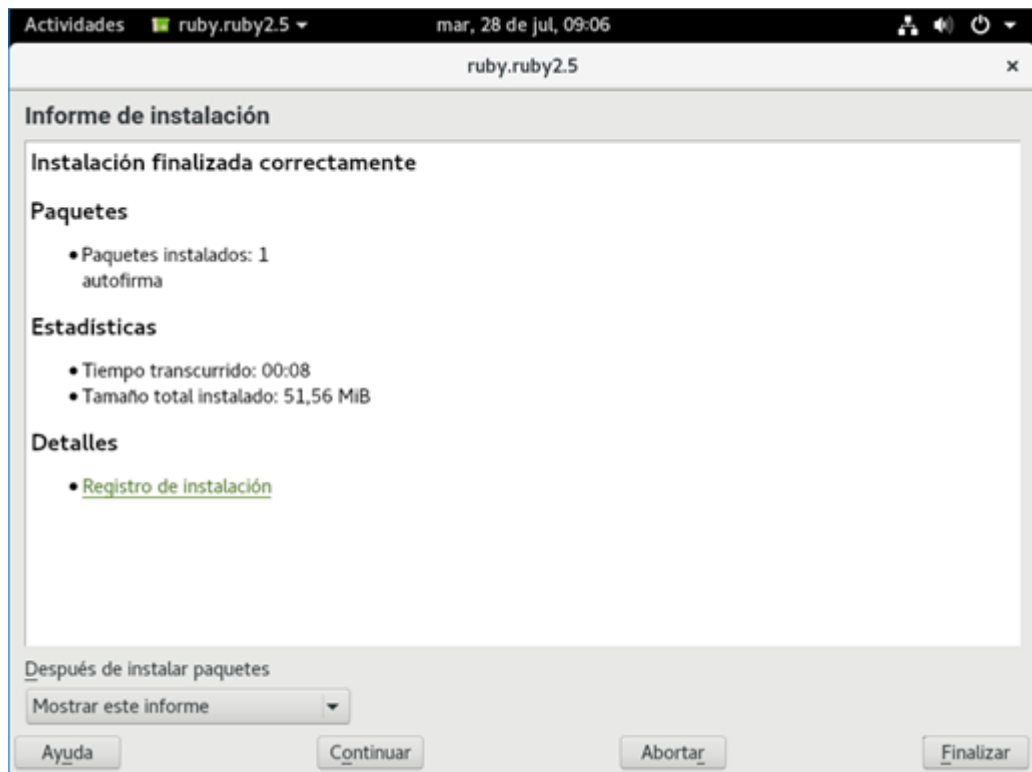 Actividades ruby.ruby2.5 mar, 28 de jul, 09:06
ruby.ruby2.5 ×
Informe de instalación
Instalación finalizada correctamente
Paquetes
• Paquetes instalados: 1
autofirma
Estadísticas
• Tiempo transcurrido: 00:08
• Tamaño total instalado: 51,56 MiB
Detalles
• Registro de instalación
Después de instalar paquetes
Mostrar este informe
Ayuda Continuar Abortar Finalizar